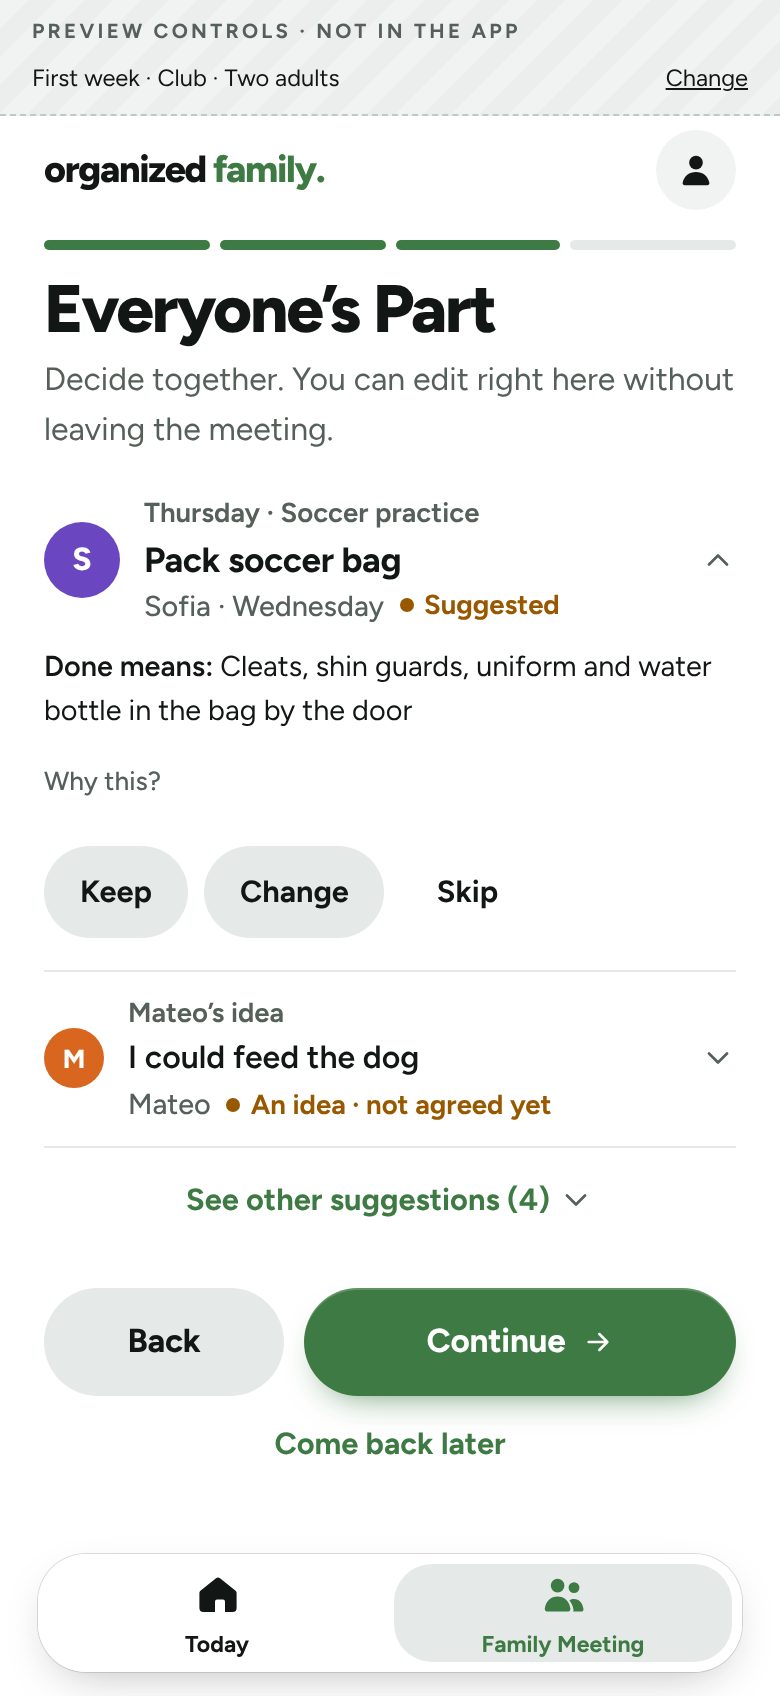 PREVIEW CONTROLS · NOT IN THE APP
First week · Club · Two adults
Change
organized family.
Everyone’s Part
Decide together. You can edit right here without
leaving the meeting.
Thursday · Soccer practice
S
Pack soccer bag
Sofia · Wednesday ● Suggested
Done means: Cleats, shin guards, uniform and water
bottle in the bag by the door
Why this?
Keep
Change
Skip
Mateo’s idea
M
I could feed the dog
Mateo ● An idea · not agreed yet
See other suggestions (4)
Back
Continue →
Come back later
Today
Family Meeting